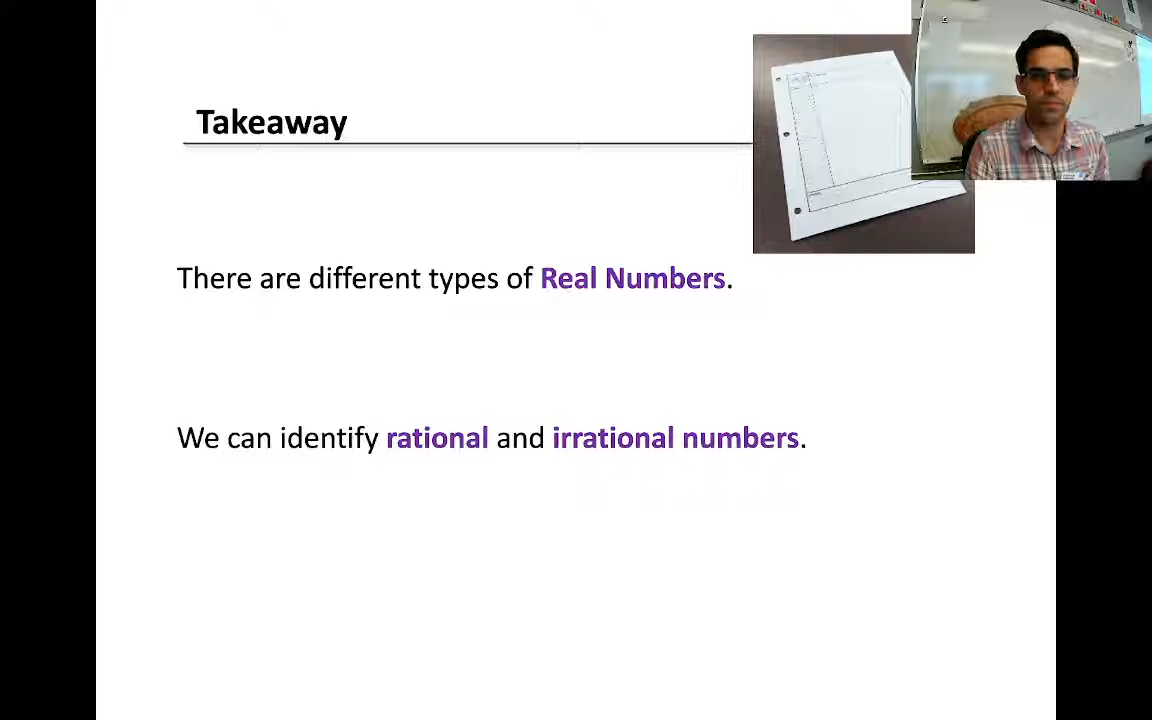 Takeaway
There are different types of Real Numbers.
We can identify rational and irrational numbers.